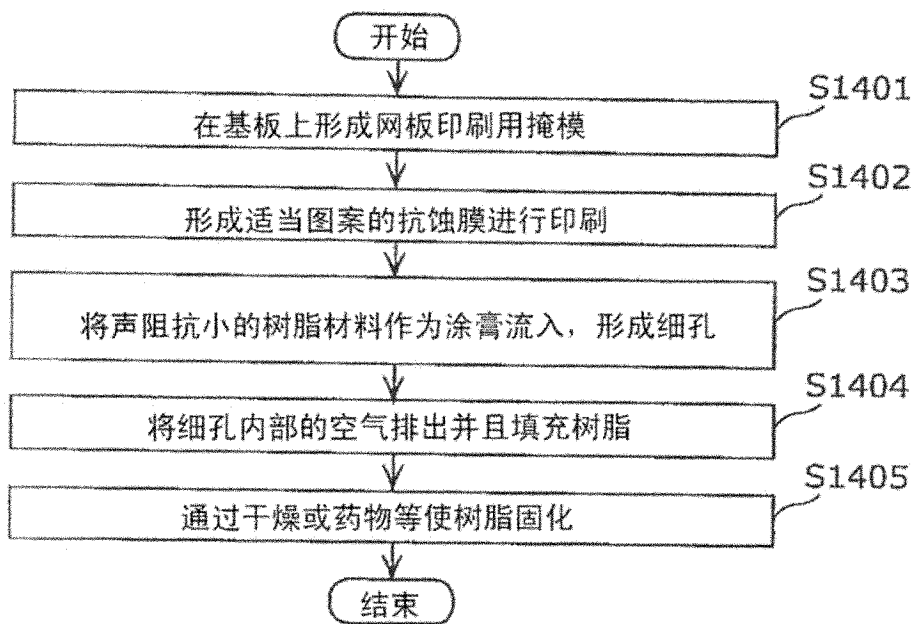 开始
S1401
在基板上形成网板印刷用掩模
S1402
形成适当图案的抗蚀膜进行印刷
S1403
将声阻抗小的树脂材料作为涂膏流入，形成细孔
S1404
将细孔内部的空气排出并且填充树脂
S1405
通过干燥或药物等使树脂固化
结束